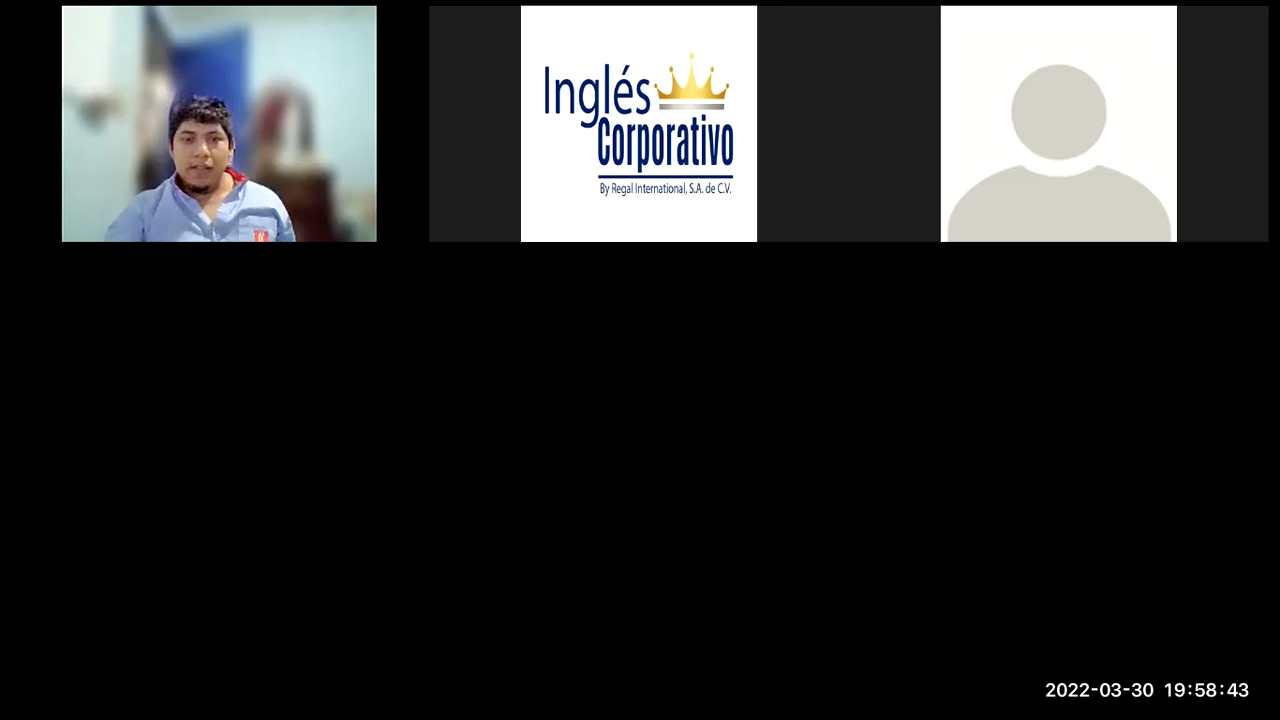 Inglés
Corporativo
By Regal International, S.A. de C.V.
2022-03-30 19:58:43